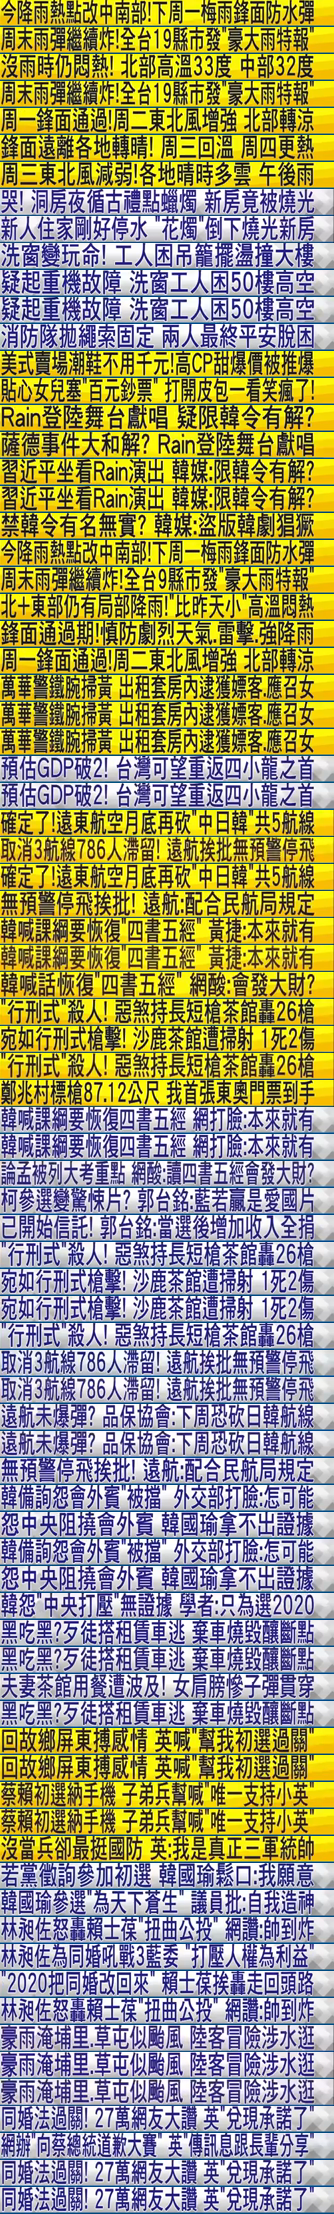 今降雨熱點改中南部!下周一梅雨鋒面防水彈
周末雨彈繼續炸!全台19縣市發"豪大雨特報"
沒雨時仍悶熱! 北部高溫33度 中部32度
周末雨彈繼續炸!全台19縣市發"豪大雨特報"
周一鋒面通過!周二東北風增強 北部轉涼
鋒面遠離各地轉晴! 周三回溫 周四更熱
周三東北風減弱!各地晴時多雲 午後雨
哭! 洞房夜循古禮點蠟燭 新房竟被燒光
新人住家剛好停水 "花燭"倒下燒光新房
洗窗變玩命! 工人困吊籠擺盪撞大樓
疑起重機故障 洗窗工人困50樓高空
疑起重機故障 洗窗工人困50樓高空
消防隊拋繩索固定 兩人最終平安脫困
美式賣場潮鞋不用千元!高CP甜爆價被推爆
貼心女兒塞"百元鈔票" 打開皮包一看笑瘋了!
Rain登陸舞台獻唱 疑限韓令有解?
薩德事件大和解? Rain登陸舞台獻唱
習近平坐看Rain演出 韓媒:限韓令有解?
習近平坐看Rain演出 韓媒:限韓令有解?
禁韓令有名無實? 韓媒:盜版韓劇猖獗
今降雨熱點改中南部!下周一梅雨鋒面防水彈
周末雨彈繼續炸!全台9縣市發"豪大雨特報"
北+東部仍有局部降雨!"比昨天小"高溫悶熱
鋒面通過期!慎防劇烈天氣.雷擊.強降雨
周一鋒面通過!周二東北風增強 北部轉涼
萬華警鐵腕掃黃 出租套房內逮獲嫖客.應召女
萬華警鐵腕掃黃 出租套房內逮獲嫖客.應召女
萬華警鐵腕掃黃 出租套房內逮獲嫖客.應召女
預估GDP破2! 台灣可望重返四小龍之首
預估GDP破2! 台灣可望重返四小龍之首
確定了!遠東航空月底再砍"中日韓"共5航線
取消3航線786人滯留! 遠航挨批無預警停飛
確定了!遠東航空月底再砍"中日韓"共5航線
無預警停飛挨批! 遠航:配合民航局規定
韓喊課綱要恢復"四書五經" 黃捷:本來就有
韓喊課綱要恢復"四書五經" 黃捷:本來就有
韓喊話恢復"四書五經" 網酸:會發大財?
"行刑式"殺人! 惡煞持長短槍茶館轟26槍
宛如行刑式槍擊! 沙鹿茶館遭掃射 1死2傷
"行刑式"殺人! 惡煞持長短槍茶館轟26槍
鄭兆村標槍87.12公尺 我首張東奧門票到手
韓喊課綱要恢復四書五經 網打臉:本來就有
韓喊課綱要恢復四書五經 網打臉:本來就有
論孟被列大考重點 網酸:讀四書五經會發大財?
柯參選變驚悚片? 郭台銘:藍若贏是愛國片
已開始信託! 郭台銘:當選後增加收入全捐
"行刑式"殺人! 惡煞持長短槍茶館轟26槍
宛如行刑式槍擊! 沙鹿茶館遭掃射 1死2傷
宛如行刑式槍擊! 沙鹿茶館遭掃射 1死2傷
"行刑式"殺人! 惡煞持長短槍茶館轟26槍
取消3航線786人滯留! 遠航挨批無預警停飛
取消3航線786人滯留! 遠航挨批無預警停飛
遠航未爆彈? 品保協會:下周恐砍日韓航線
遠航未爆彈? 品保協會:下周恐砍日韓航線
無預警停飛挨批! 遠航:配合民航局規定
韓備詢怨會外賓"被擋" 外交部打臉:怎可能
怨中央阻撓會外賓 韓國瑜拿不出證據
韓備詢怨會外賓"被擋" 外交部打臉:怎可能
怨中央阻撓會外賓 韓國瑜拿不出證據
韓怨"中央打壓"無證據 學者:只為選2020
黑吃黑?歹徒搭租賃車逃 棄車燒毀釀斷點
黑吃黑?歹徒搭租賃車逃 棄車燒毀釀斷點
夫妻茶館用餐遭波及! 女肩膀慘子彈貫穿
黑吃黑?歹徒搭租賃車逃 棄車燒毀釀斷點
回故鄉屏東搏感情 英喊"幫我初選過關"
回故鄉屏東搏感情 英喊"幫我初選過關"
蔡賴初選納手機 子弟兵幫喊"唯一支持小英"
蔡賴初選納手機 子弟兵幫喊"唯一支持小英"
沒當兵卻最挺國防 英:我是真正三軍統帥
若黨徵詢參加初選 韓國瑜鬆口:我願意
韓國瑜參選"為天下蒼生" 議員批:自我造神
林昶佐怒轟賴士葆"扭曲公投" 網讚:帥到炸
林昶佐為同婚吼戰3藍委 "打壓人權為利益"
"2020把同婚改回來" 賴士葆挨轟走回頭路
林昶佐怒轟賴士葆"扭曲公投" 網讚:帥到炸
豪雨淹埔里.草屯似颱風 陸客冒險涉水逛
豪雨淹埔里.草屯似颱風 陸客冒險涉水逛
豪雨淹埔里.草屯似颱風 陸客冒險涉水逛
同婚法過關! 27萬網友大讚 英"兌現承諾了"
網辦"向蔡總統道歉大賽" 英"傳訊息跟長輩分享"
同婚法過關! 27萬網友大讚 英"兌現承諾了"
同婚法過關! 27萬網友大讚 英"兌現承諾了"